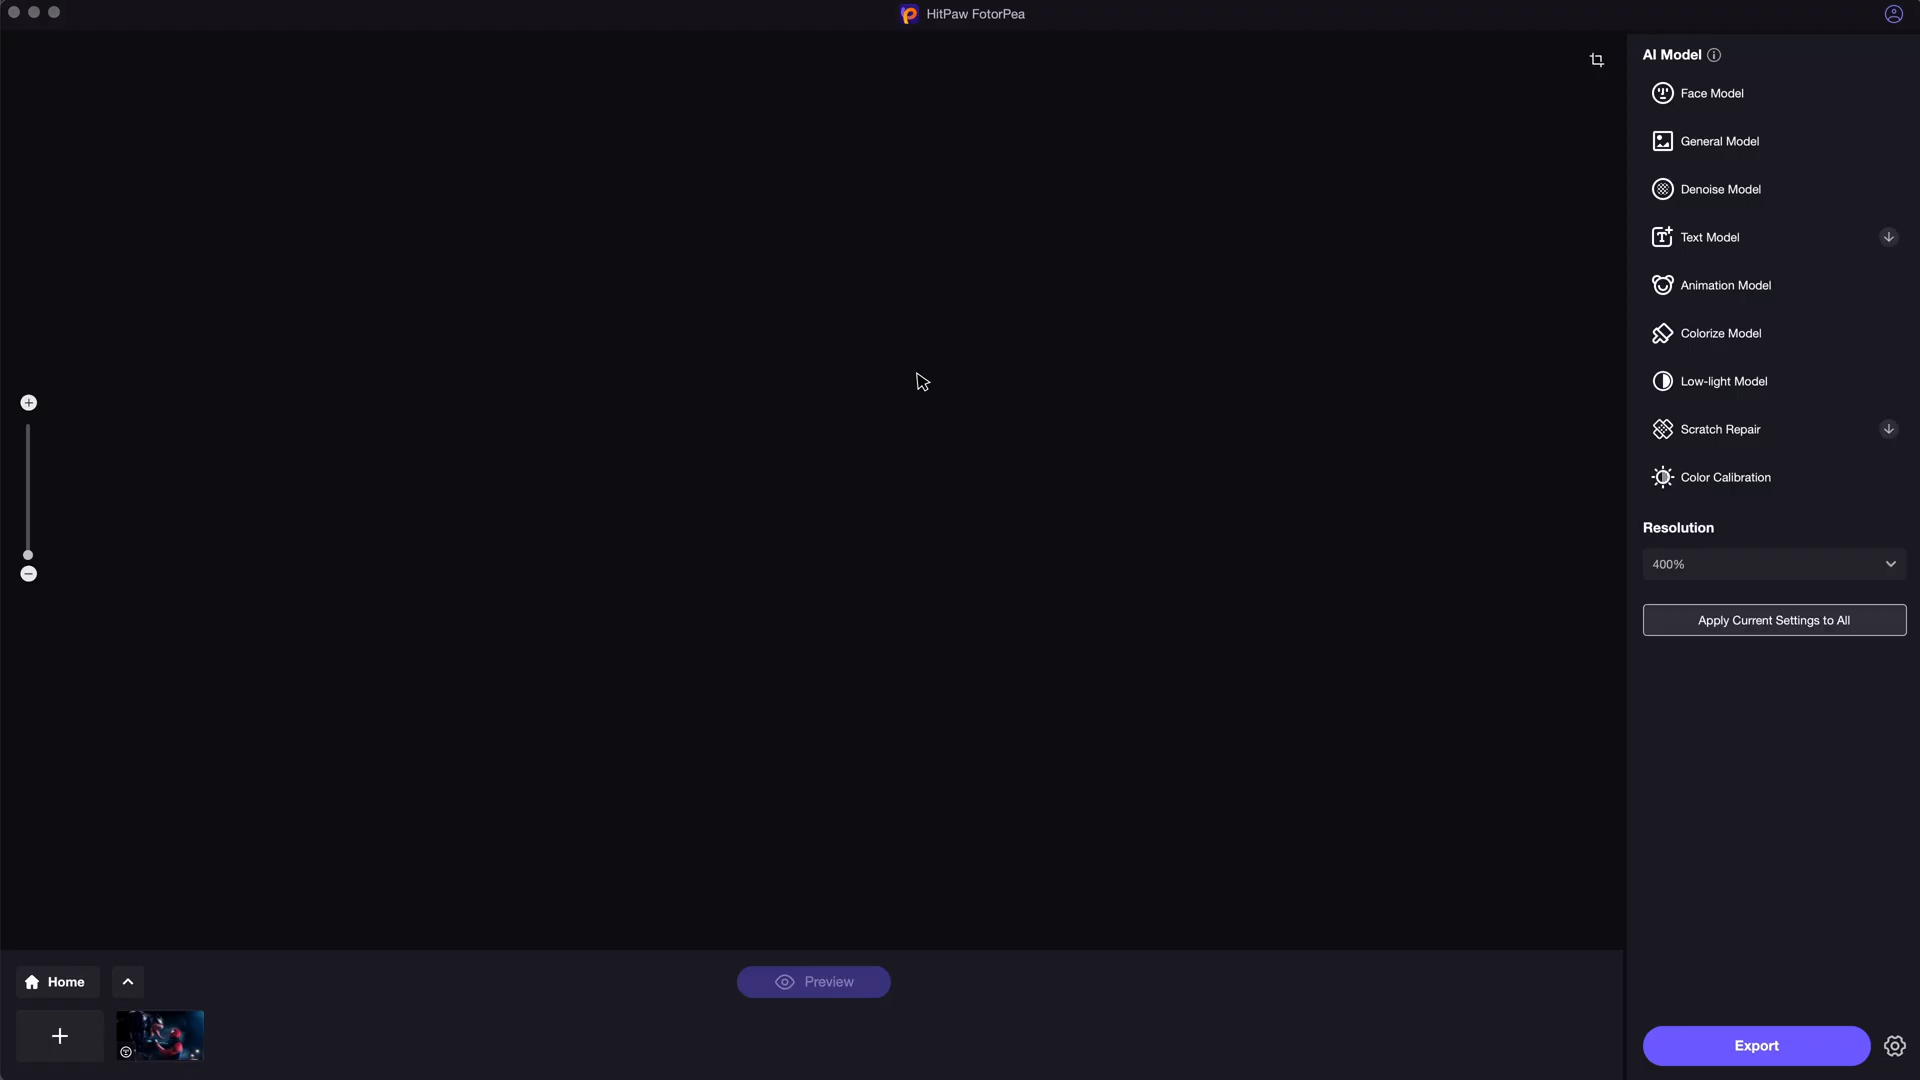 HitPaw FotorPea
AI Model
Face Model
General Model
Denoise Model
Text Model
Animation Model
Colorize Model
Low-light Model
Scratch Repair
Color Calibration
Resolution
400%
Apply Current Settings to All
Home
Preview
Export